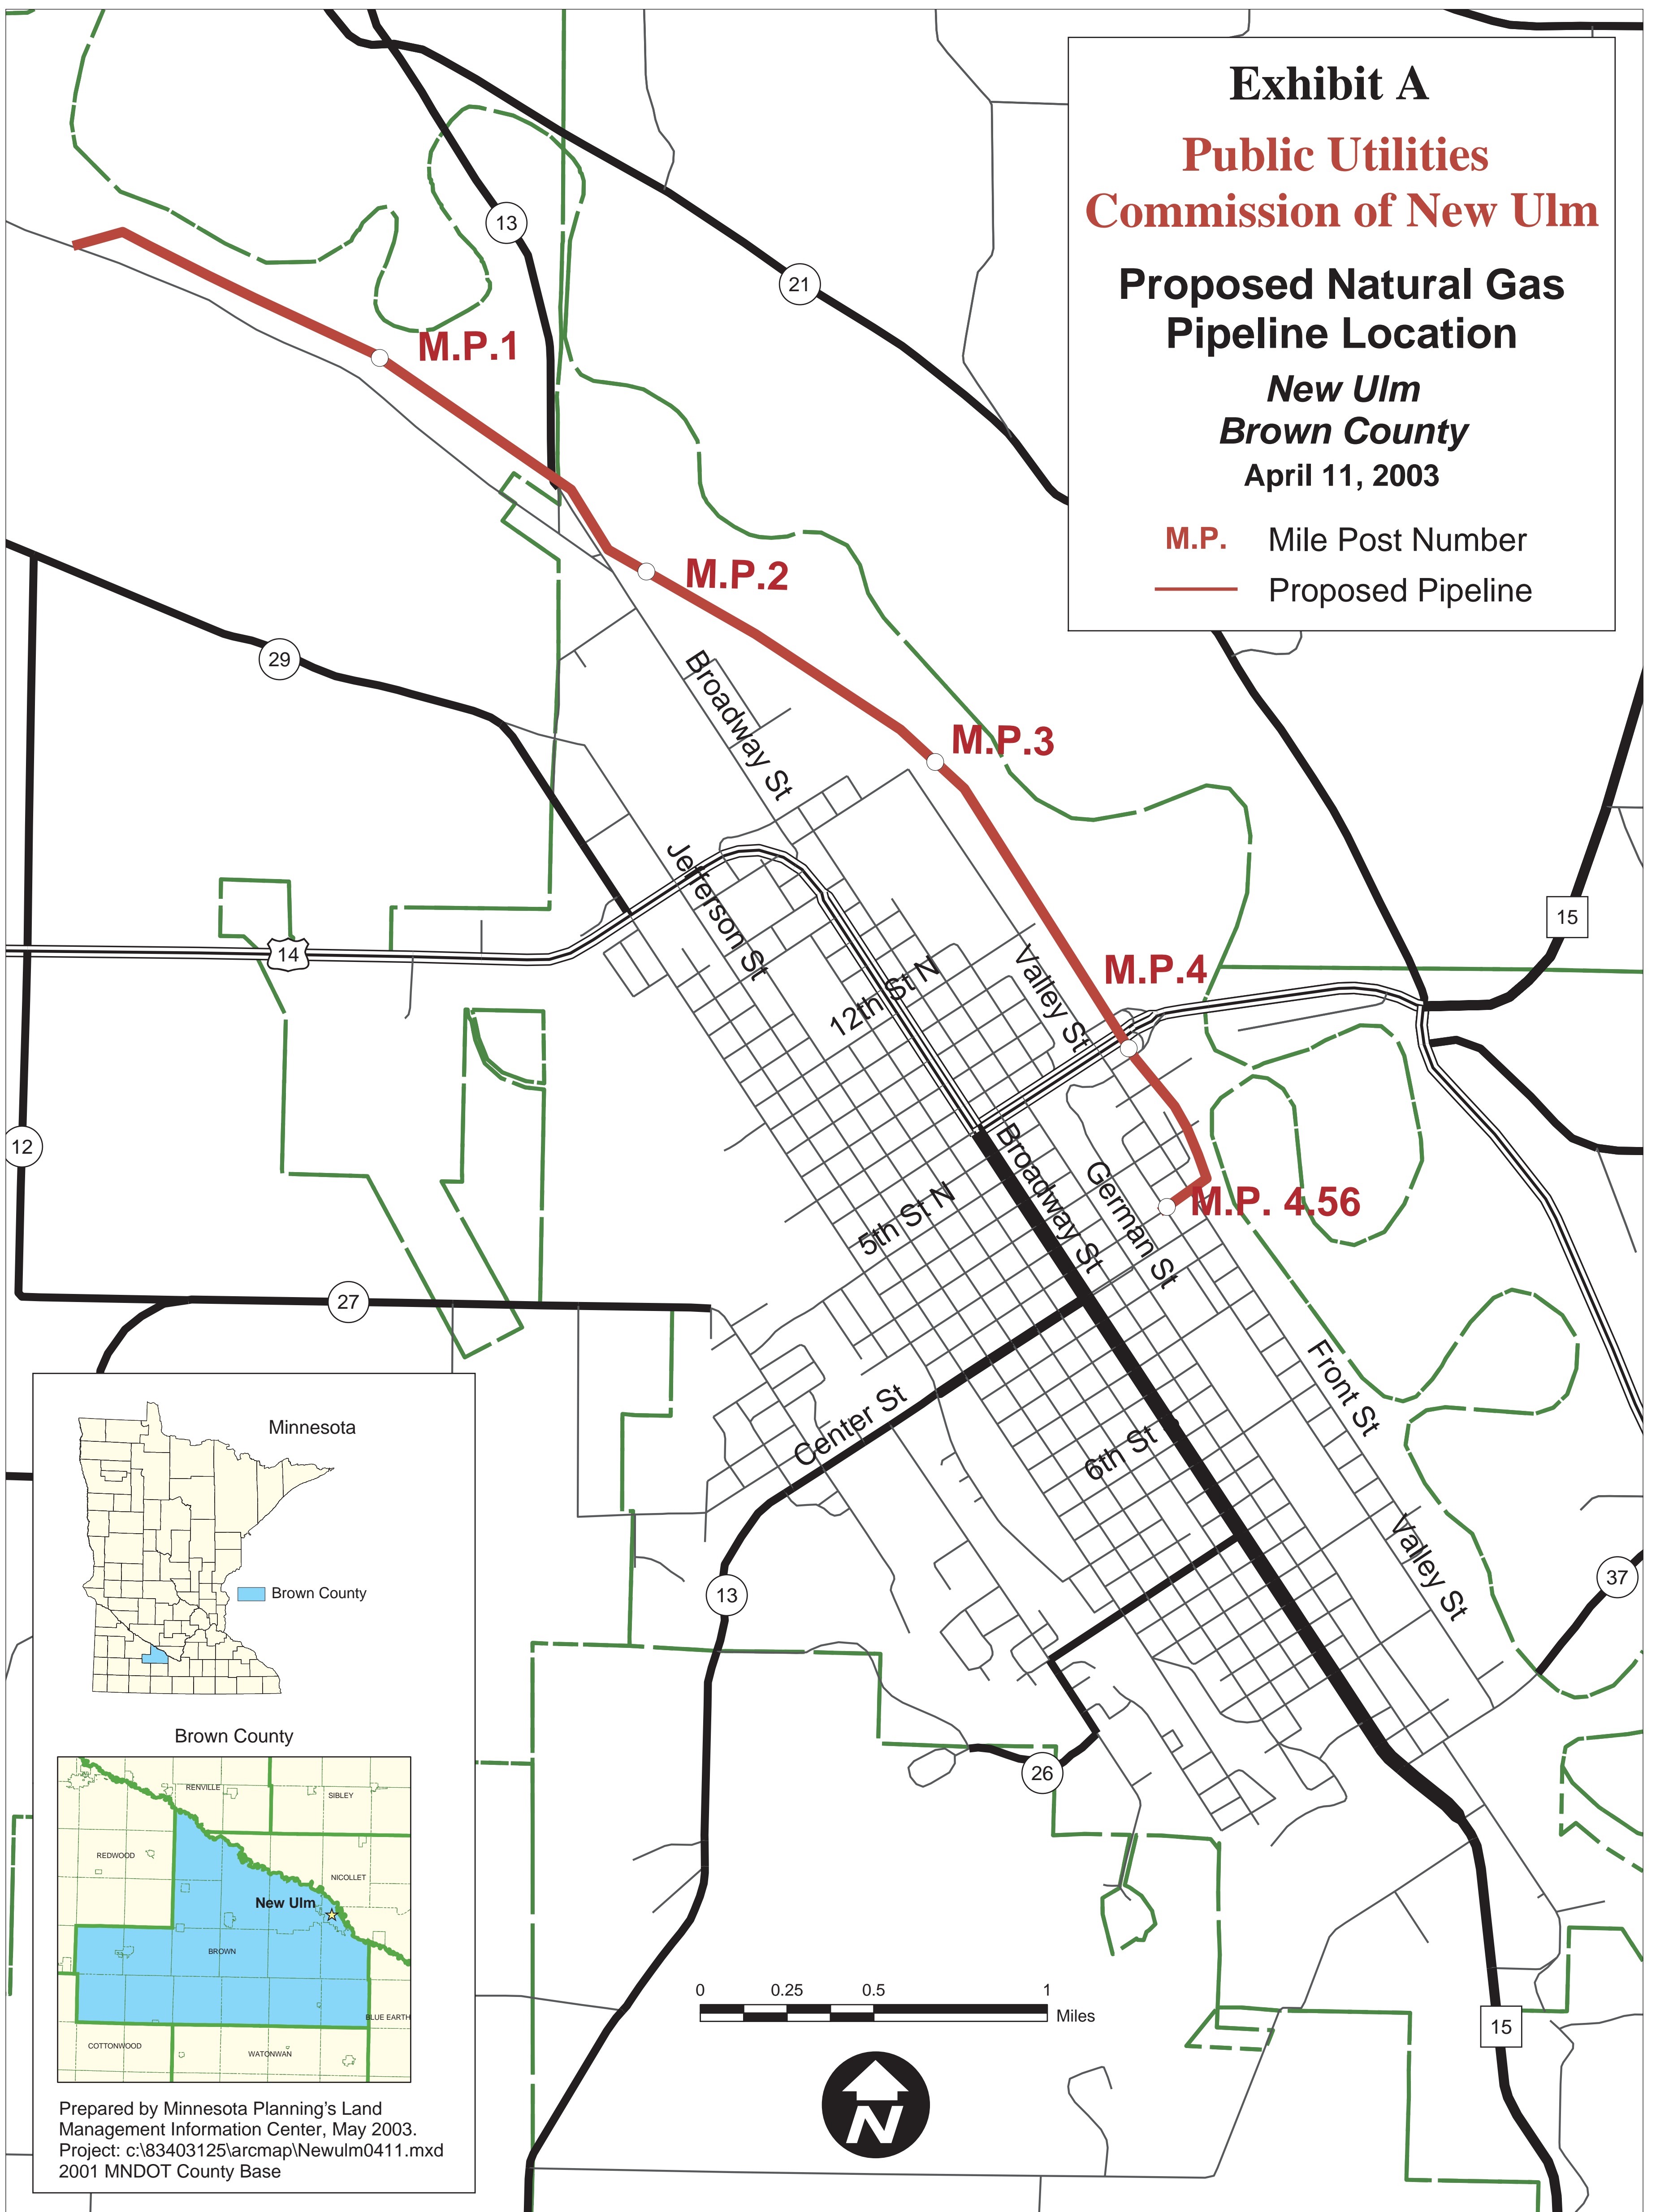 Exhibit A
Public Utilities
Commission of New Ulm
Proposed Natural Gas
Pipeline Location
New Ulm
Brown County
April 11, 2003
M.P. Mile Post Number
Proposed Pipeline
13
21
M.P.1
M.P.2
29
Broadway St
M.P.3
Jefferson St
15
14
12th St N
Valley St
M.P.4
12
Broadway St
German St
M.P. 4.56
5th St N
27
Front St
Center St
6th St
Valley St
13
37
26
15
Minnesota
Brown County
Brown County
RENVILLE
SIBLEY
REDWOOD
NICOLLET
New Ulm
BROWN
BLUE EARTH
COTTONWOOD
WATONWAN
0 0.25 0.5 1
Miles
N
Prepared by Minnesota Planning’s Land
Management Information Center, May 2003.
Project: c:\83403125\arcmap\Newulm0411.mxd
2001 MNDOT County Base